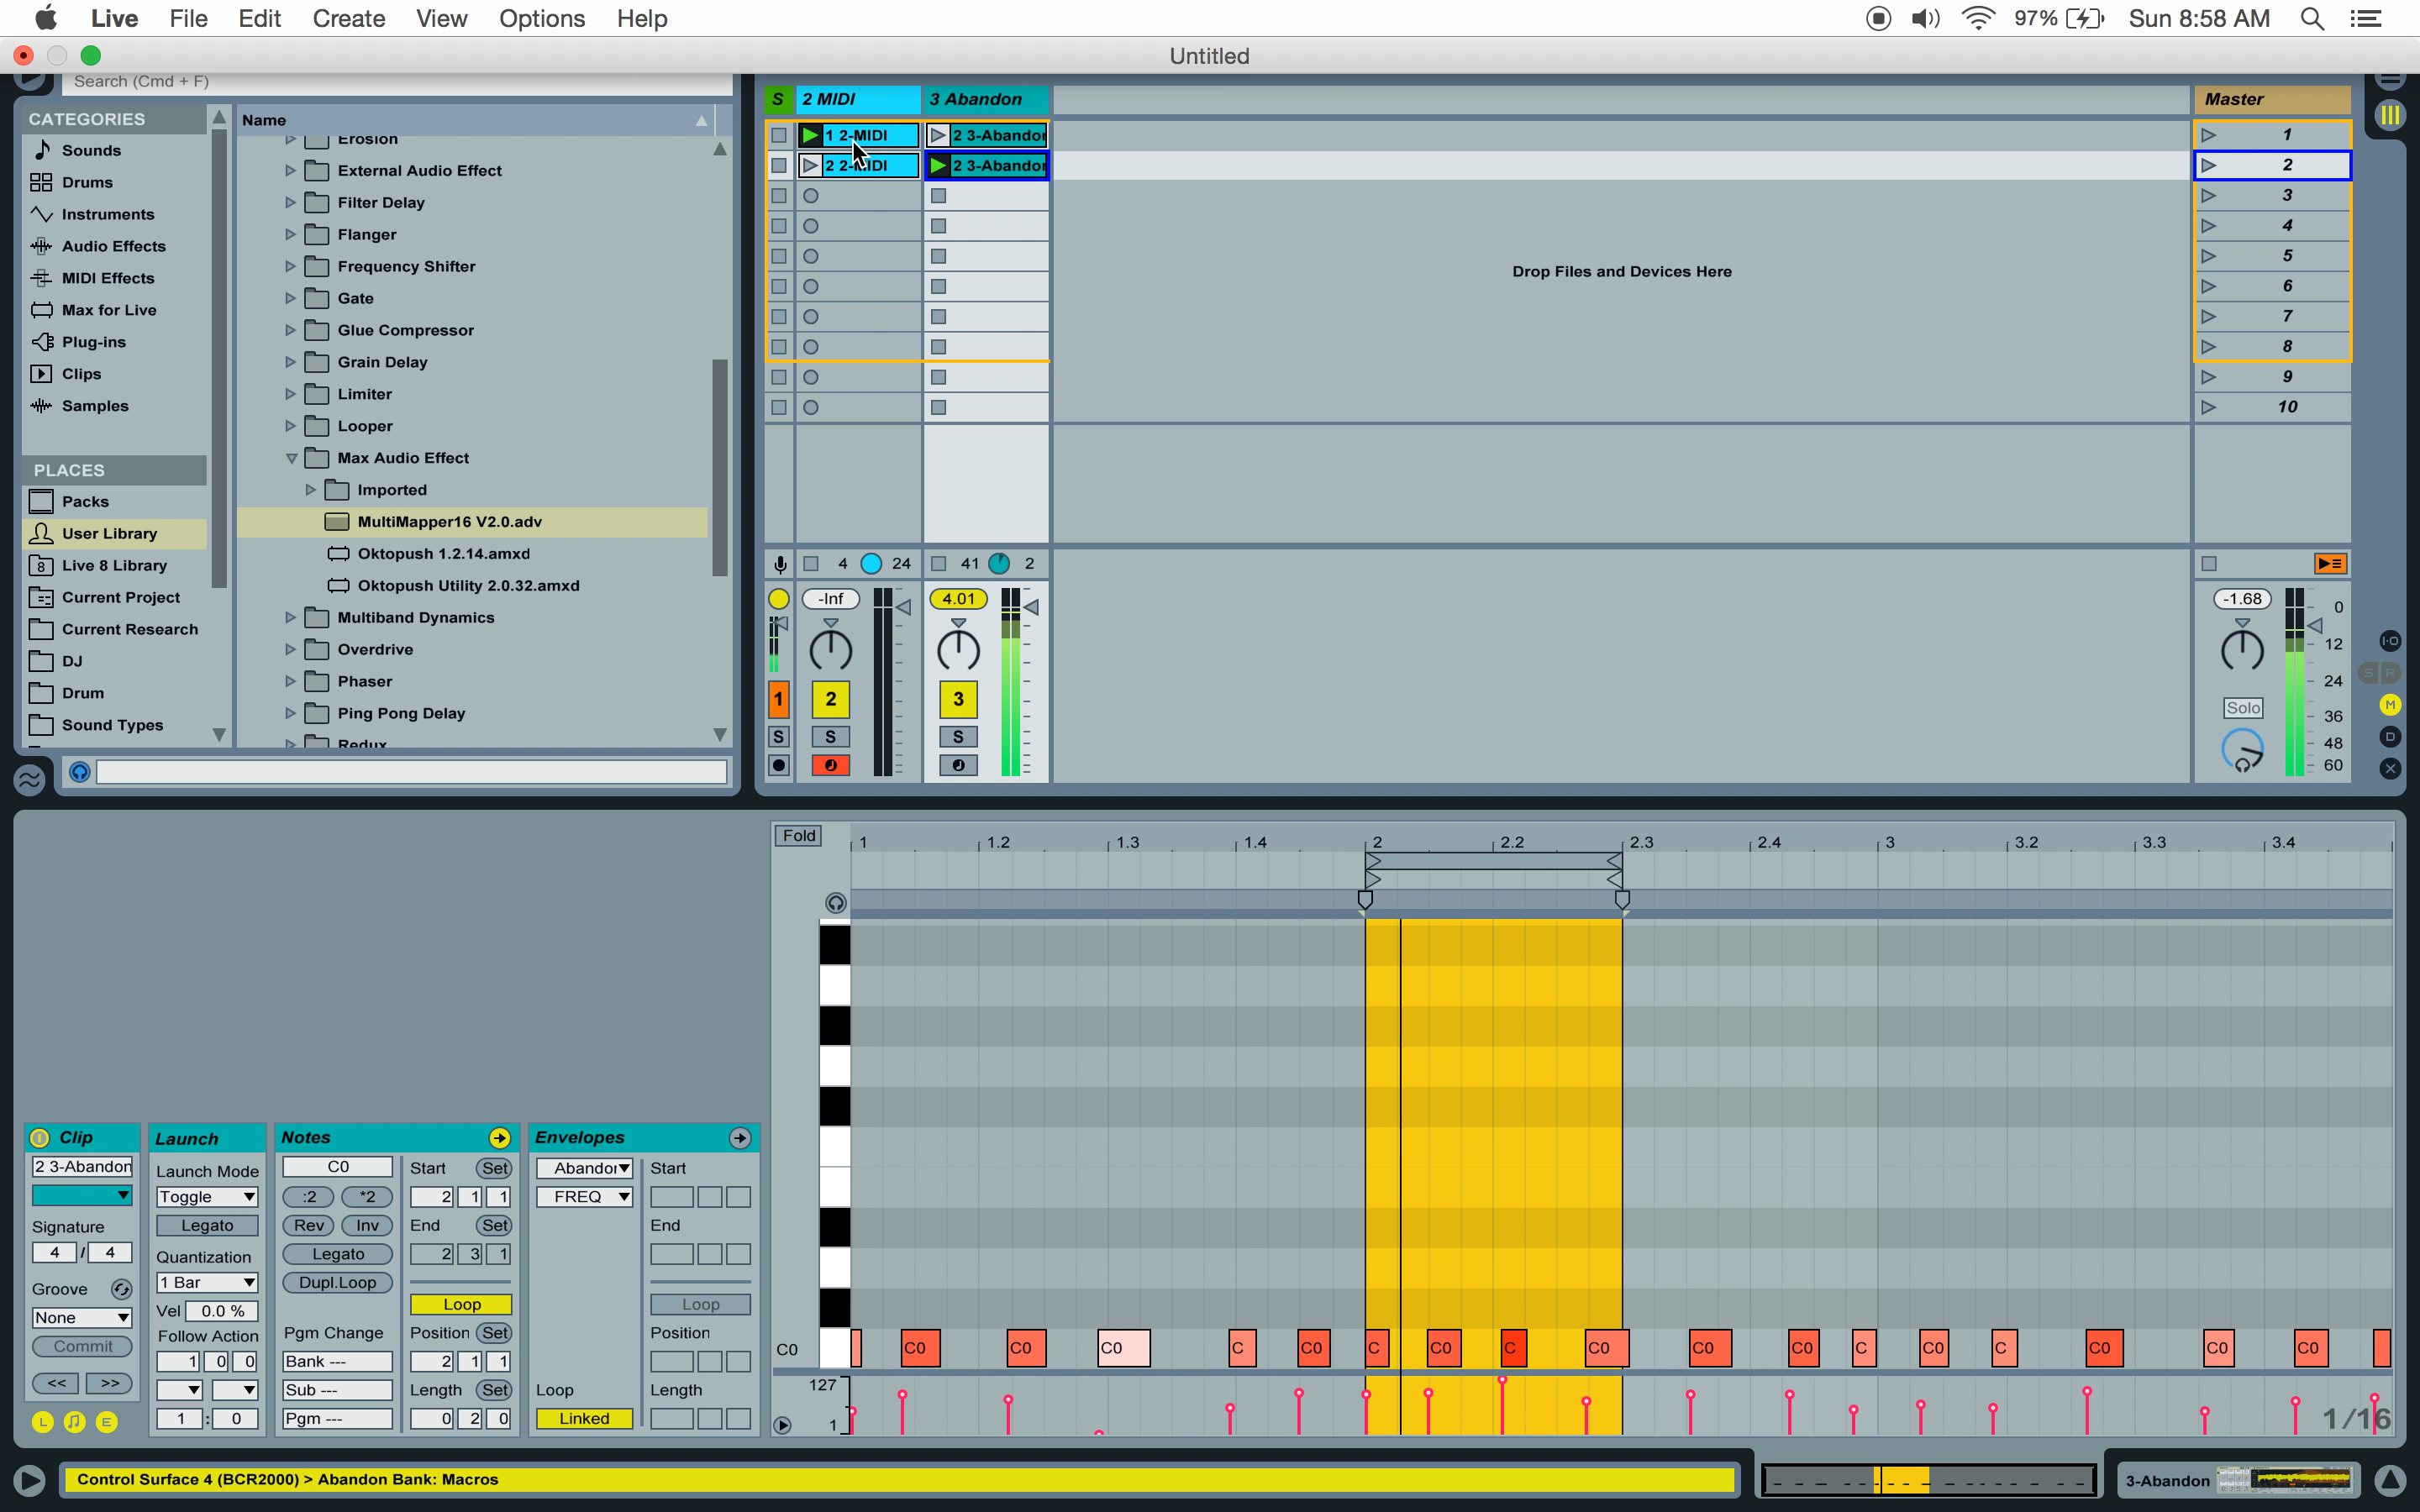 Live File Edit Create View Options Help 97% Sun 8:58 AM
Untitled
Search (Cmd + F)
CATEGORIES
Sounds
Drums
Instruments
Audio Effects
MIDI Effects
Max for Live
Plug-ins
Clips
Samples
PLACES
Packs
User Library
Live 8 Library
Current Project
Current Research
DJ
Drum
Sound Types
Name
Erosion
External Audio Effect
Filter Delay
Flanger
Frequency Shifter
Gate
Glue Compressor
Grain Delay
Limiter
Looper
Max Audio Effect
Imported
MultiMapper16 V2.0.adv
Oktopush 1.2.14.amxd
Oktopush Utility 2.0.32.amxd
Multiband Dynamics
Overdrive
Phaser
Ping Pong Delay
Redux
S 2 MIDI 3 Abandon Master
1 2-MIDI 2 3-Abandon 1
2 2-MIDI 2 3-Abandon 2
3
4
5
6
7
8
9
10
Drop Files and Devices Here
4 24 41 2
-Inf 4.01 -1.68
0
12
24
36
48
60
1 2 3
S S S
Solo
I·O
S R
M
D
X
Fold
1 1.2 1.3 1.4 2 2.2 2.3 2.4 3 3.2 3.3 3.4
C0 C0 C0 C0 C C0 C C0 C C0 C0 C0 C C0 C C0 C0 C0
127
1
1/16
Clip
2 3-Abandon
Signature
4 / 4
Groove
None
Commit
<< >>
L E
Launch
Launch Mode
Toggle
Legato
Quantization
1 Bar
Vel 0.0 %
Follow Action
1 0 0
1 : 0
Notes
C0
:2 *2
Rev Inv
Legato
Dupl.Loop
Pgm Change
Bank ---
Sub ---
Pgm ---
Start Set
2 1 1
End Set
2 3 1
Loop
Position Set
2 1 1
Length Set
0 2 0
Envelopes
Abandon
FREQ
Loop
Linked
Start
End
Loop
Position
Length
Control Surface 4 (BCR2000) > Abandon Bank: Macros
3-Abandon